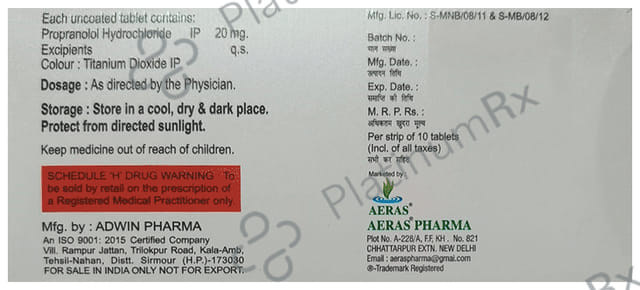 Each uncoated tablet contains:
Propranolol Hydrochloride IP 20mg.
Excipients q.s.
Colour : Titanium Dioxide IP.
Dosage : As directed by the Physician.
Storage : Store in a cool, dry & dark place.
Protect from directed sunlight.
Keep medicine out of reach of children.
SCHEDULE 'H' DRUG WARNING To
be sold by retail on the prescription of
a Registered Medical Practitioner only.
Mfg. by : ADWIN PHARMA
An ISO 9001: 2015 Certified Company
Vill. Rampur Jattan, Trilokpur Road, Kala-Amb,
Tehsil-Nahan, Distt. Sirmour (H.P.)-173030
FOR SALE IN INDIA ONLY NOT FOR EXPORT.
Mfg. Lic. No. : S-MNB/08/11 & S-MB/08/12
Batch No. :
पाल संख्या
Mfg. Date. :
उत्पादन तिथि
Exp. Date. :
समाप्ति की तिथि
M. R. P. Rs. :
अधिकतम खुदरा मूल्य
Per strip of 10 tablets
(Incl. of all taxes)
सभी कर सहित
Marketed by:
AERAS®
AERAS PHARMA
Plot No. A-228/A, F.F, KH . No. 821
CHHATTARPUR EXTN. NEW DELHI
Email : aeraspharma@gmai.com
®-Trademark Registered
PlatinumRx